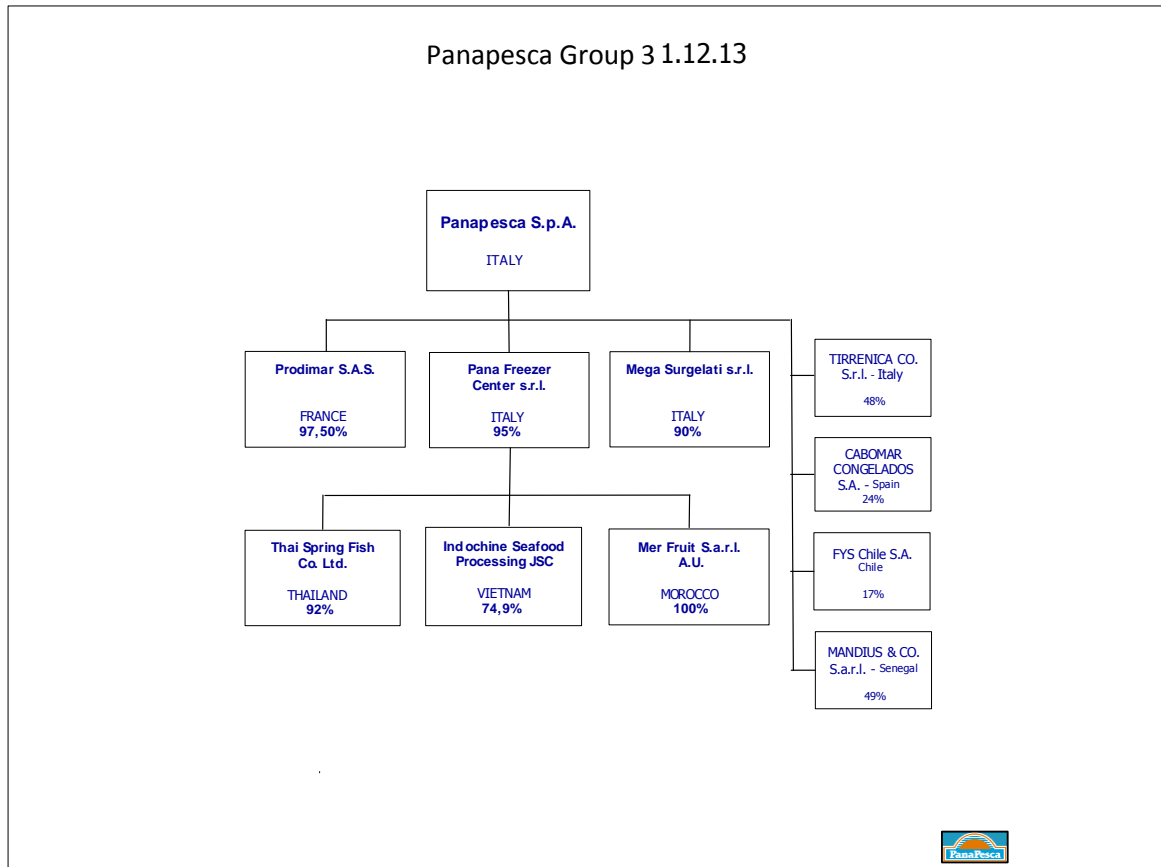 Panapesca Group 31.12.13
Panapesca S.p.A.
ITALY
Prodimar S.A.S.
FRANCE
97,50%
Pana Freezer
Center s.r.l.
ITALY
95%
Mega Surgelati s.r.l.
ITALY
90%
TIRRENICA CO.
S.r.l. - Italy
48%
CABOMAR
CONGELADOS
S.A. - Spain
24%
Thai Spring Fish
Co. Ltd.
THAILAND
92%
Indochine Seafood
Processing JSC
VIETNAM
74,9%
Mer Fruit S.a.r.l.
A.U.
MOROCCO
100%
FYS Chile S.A.
Chile
17%
MANDIUS & CO.
S.a.r.l. - Senegal
49%
PanaPesca